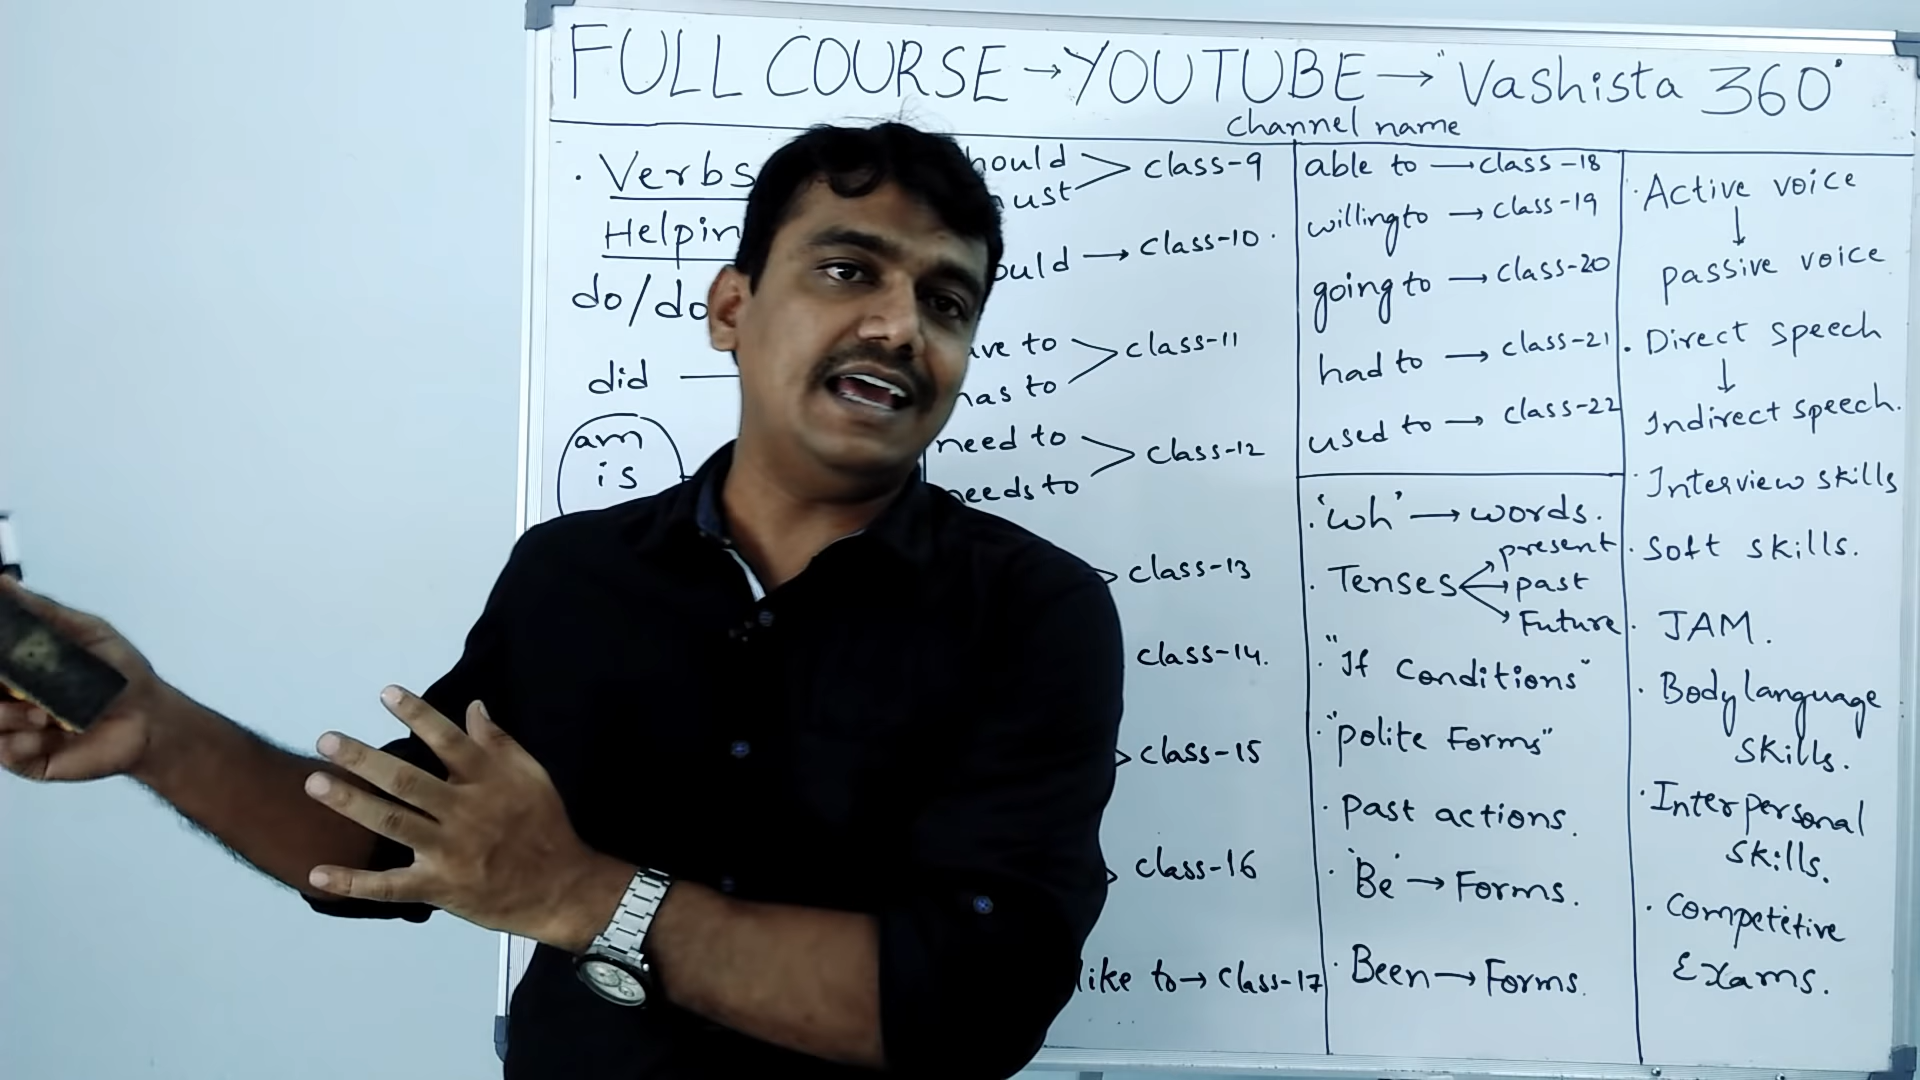 FULL COURSE → YOUTUBE → "Vashista 360°
channel name
· Verbs
Helpin
do/do
did
am
is
hould
ust
class-9
ould → class-10 ·
ve to
has to
class-11
need to
needs to
class-12
class-13
class-14.
class-15
class-16
like to → class-17
able to → class-18
willing to → class-19
going to → class-20
had to → class-21
used to → class-22
· 'wh' → words.
· Tenses
present
past
Future
· "If Conditions"
· "polite Forms"
· past actions.
· 'Be' → Forms.
· Been → Forms.
· Active voice
↓
passive voice
· Direct speech
↓
Indirect speech.
· Interview skills
· Soft skills.
· JAM.
· Body language
skills.
· Interpersonal
skills.
· Competitive
Exams.